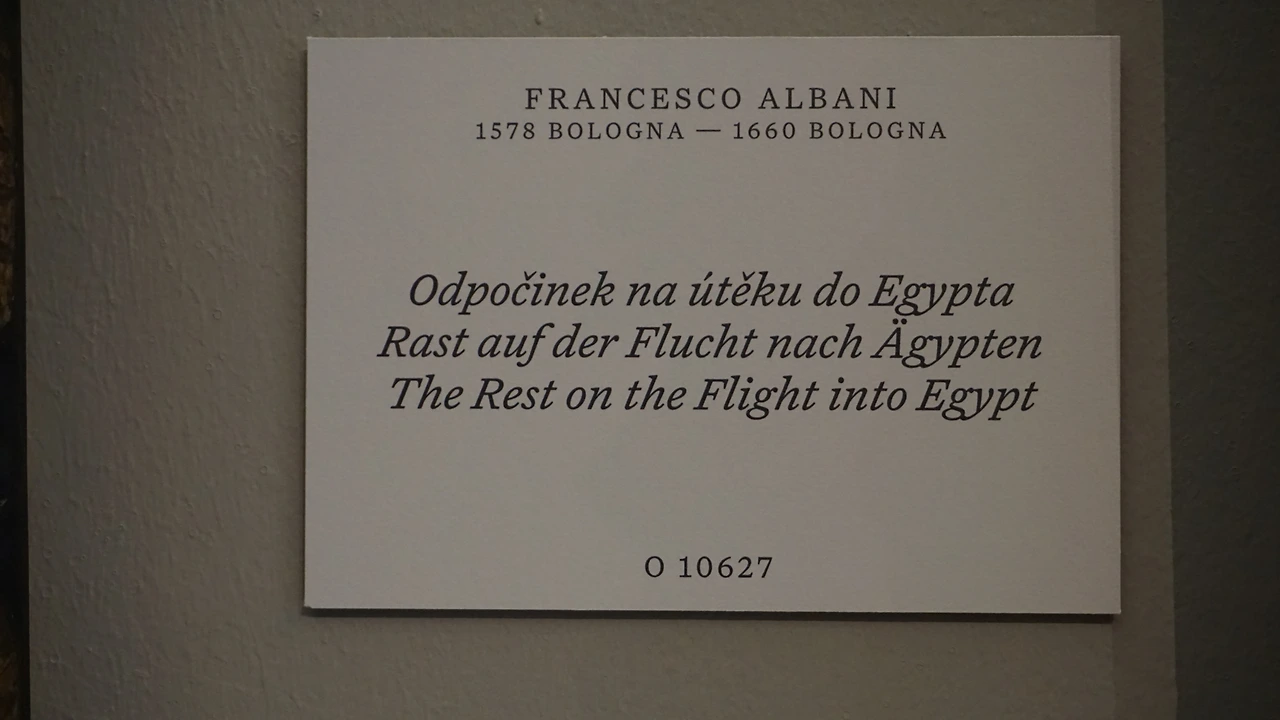 FRANCESCO ALBANI
1578 BOLOGNA — 1660 BOLOGNA
Odpočinek na útěku do Egypta
Rast auf der Flucht nach Ägypten
The Rest on the Flight into Egypt
O 10627